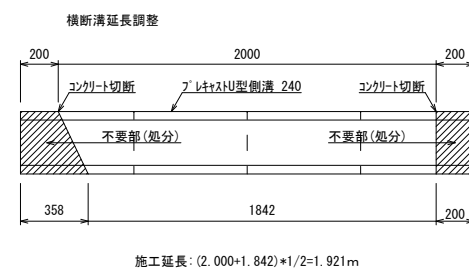 横断溝延長調整
200 2000 200
コンクリート切断 プレキャストU型側溝 240 コンクリート切断
不要部(処分) 不要部(処分)
358 1842 200
施工延長:(2.000+1.842)*1/2=1.921m